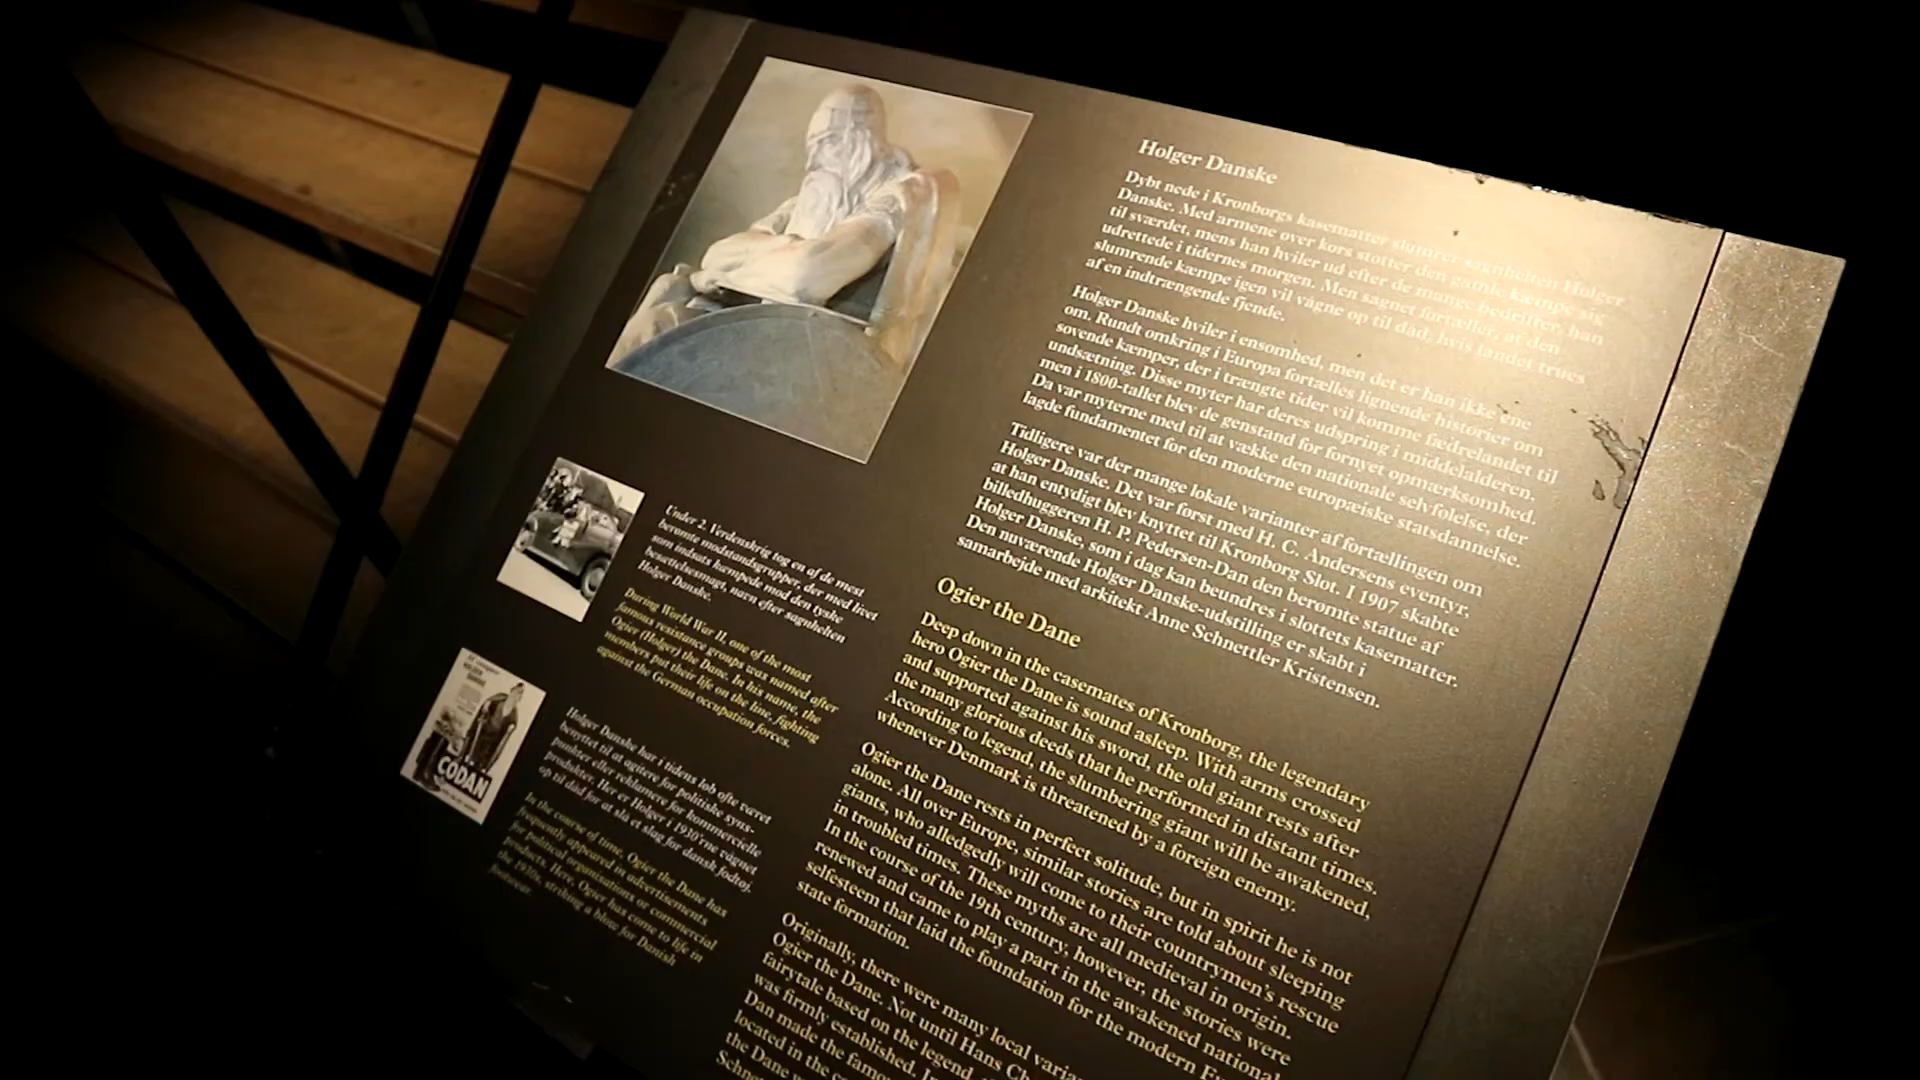 Holger Danske
Dybt nede i Kronborgs kasematter slumrer sagnhelten Holger
Danske. Med armene over kors støtter den gamle kæmpe sig
til sværdet, mens han hviler ud efter de mange bedrifter, han
udrettede i tidernes morgen. Men sagnet fortæller, at den
slumrende kæmpe igen vil vågne op til dåd, hvis landet trues
af en indtrængende fjende.
Holger Danske hviler i ensomhed, men det er han ikke ene
om. Rundt omkring i Europa fortælles lignende historier om
sovende kæmper, der i trængte tider vil komme fædrelandet til
undsætning. Disse myter har deres udspring i middelalderen,
men i 1800-tallet blev de genstand for fornyet opmærksomhed.
Da var myterne med til at vække den nationale selvfølelse, der
lagde fundamentet for den moderne europæiske statsdannelse.
Tidligere var der mange lokale varianter af fortællingen om
Holger Danske. Det var først med H. C. Andersens eventyr,
at han entydigt blev knyttet til Kronborg Slot. I 1907 skabte
billedhuggeren H. P. Pedersen-Dan den berømte statue af
Holger Danske, som i dag kan beundres i slottets kasematter.
Den nuværende Holger Danske-udstilling er skabt i
samarbejde med arkitekt Anne Schnettler Kristensen.
Ogier the Dane
Deep down in the casemates of Kronborg, the legendary
hero Ogier the Dane is sound asleep. With arms crossed
and supported against his sword, the old giant rests after
the many glorious deeds that he performed in distant times.
According to legend, the slumbering giant will be awakened,
whenever Denmark is threatened by a foreign enemy.
Ogier the Dane rests in perfect solitude, but in spirit he is not
alone. All over Europe, similar stories are told about sleeping
giants, who allegedly will come to their countrymen's rescue
in troubled times. These myths are all medieval in origin.
In the course of the 19th century, however, the stories were
renewed and came to play a part in the awakened national
selfesteem that laid the foundation for the modern
state formation.
Originally, there were many local
Ogier the Dane. Not until Hans
fairytale based on the legend
was firmly established.
Dan made the
located in the
the Dane
Under 2. Verdenskrig tog en af de mest
berømte modstandsgrupper, der med livet
som indsats kæmpede mod den tyske
besættelsesmagt, navn efter sagnhelten
Holger Danske.
During World War II, one of the most
famous resistance groups was named after
Ogier (Holger) the Dane. In his name, the
members put their life on the line, fighting
against the German occupation forces.
HOLGER
DANSKE
CODAN
Holger Danske har i tidens løb ofte været
benyttet til at agitere for politiske syns-
punkter eller reklamere for kommercielle
produkter. Her er Holger i 1930'rne vågnet
op til dåd for at slå et slag for dansk fodtøj.
In the course of time, Ogier the Dane has
frequently appeared in advertisements
for political organisations or commercial
products. Here, Ogier has come to life in
the 1930s, striking a blow for Danish
footwear.